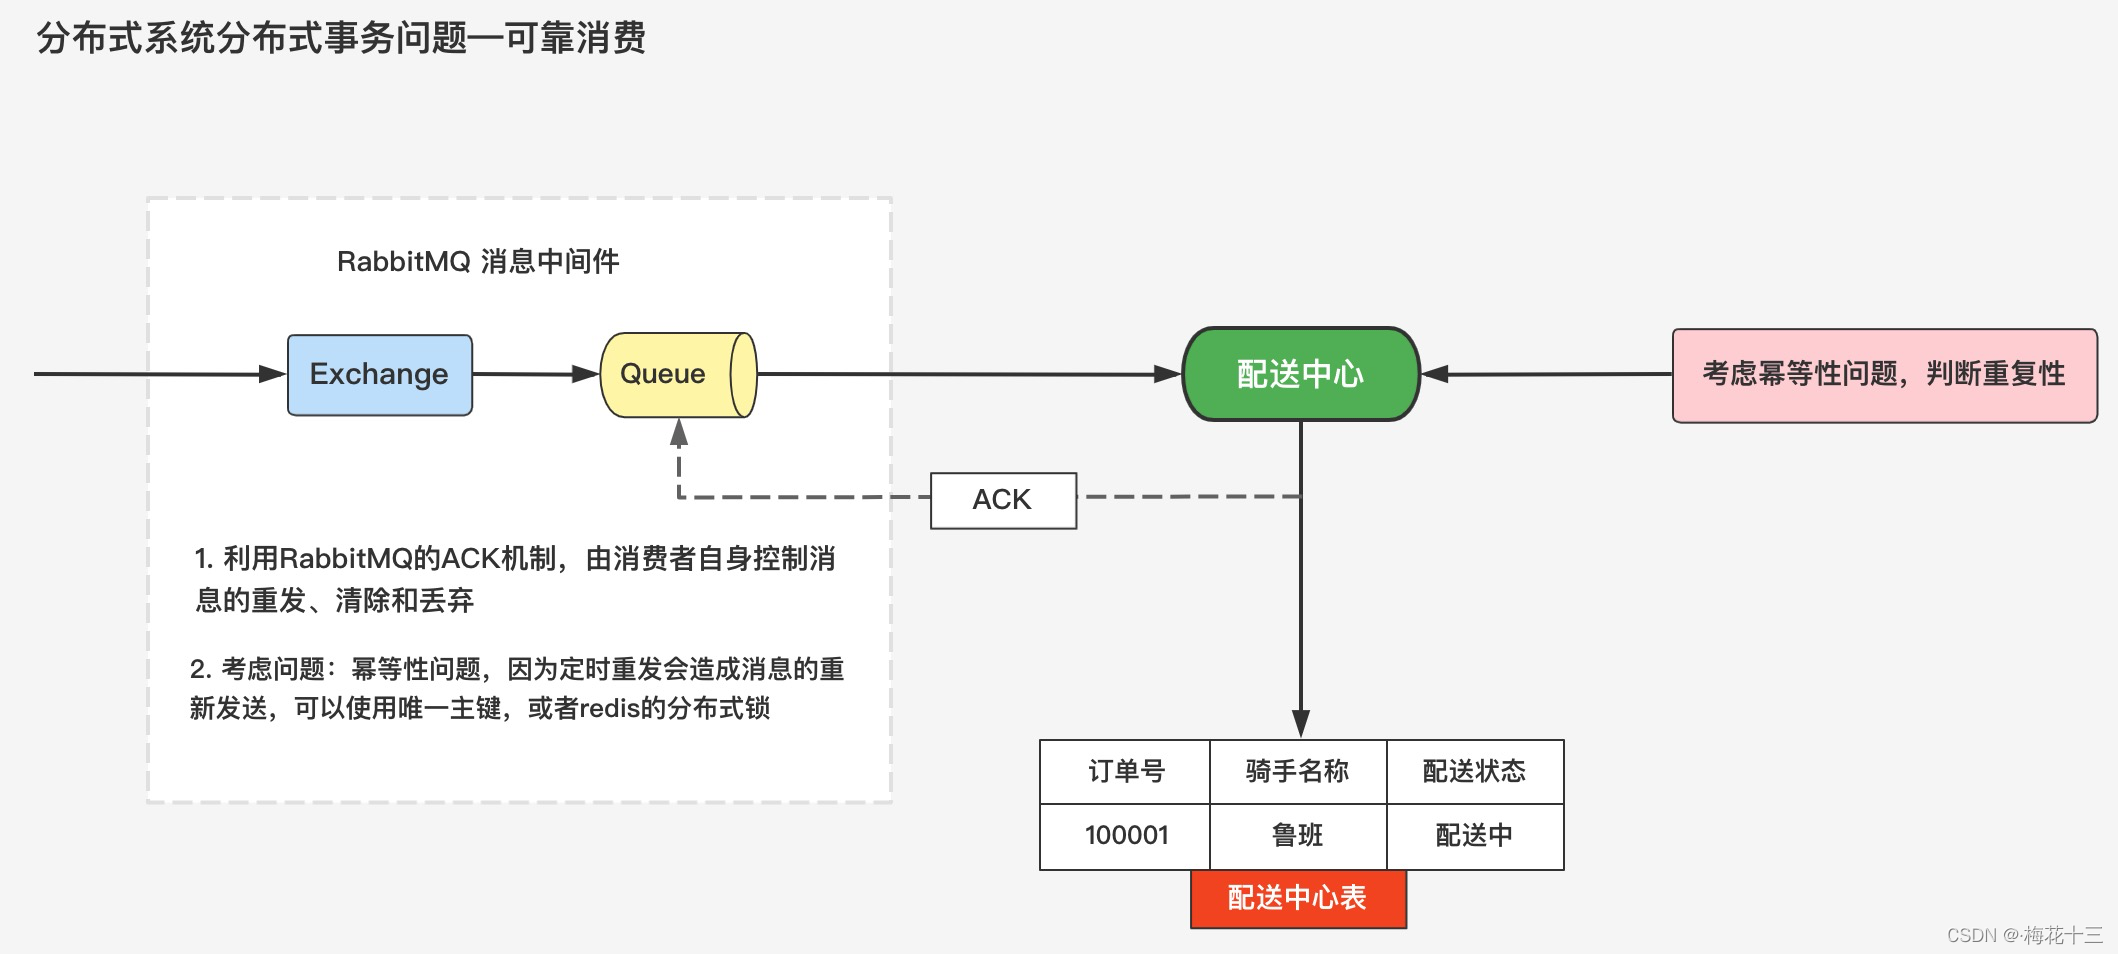 分布式系统分布式事务问题—可靠消费
RabbitMQ 消息中间件
Exchange
Queue
配送中心
考虑幂等性问题，判断重复性
ACK
1. 利用RabbitMQ的ACK机制，由消费者自身控制消
息的重发、清除和丢弃
2. 考虑问题：幂等性问题，因为定时重发会造成消息的重
新发送，可以使用唯一主键，或者redis的分布式锁
订单号 骑手名称 配送状态
100001 鲁班 配送中
配送中心表
CSDN @·梅花十三